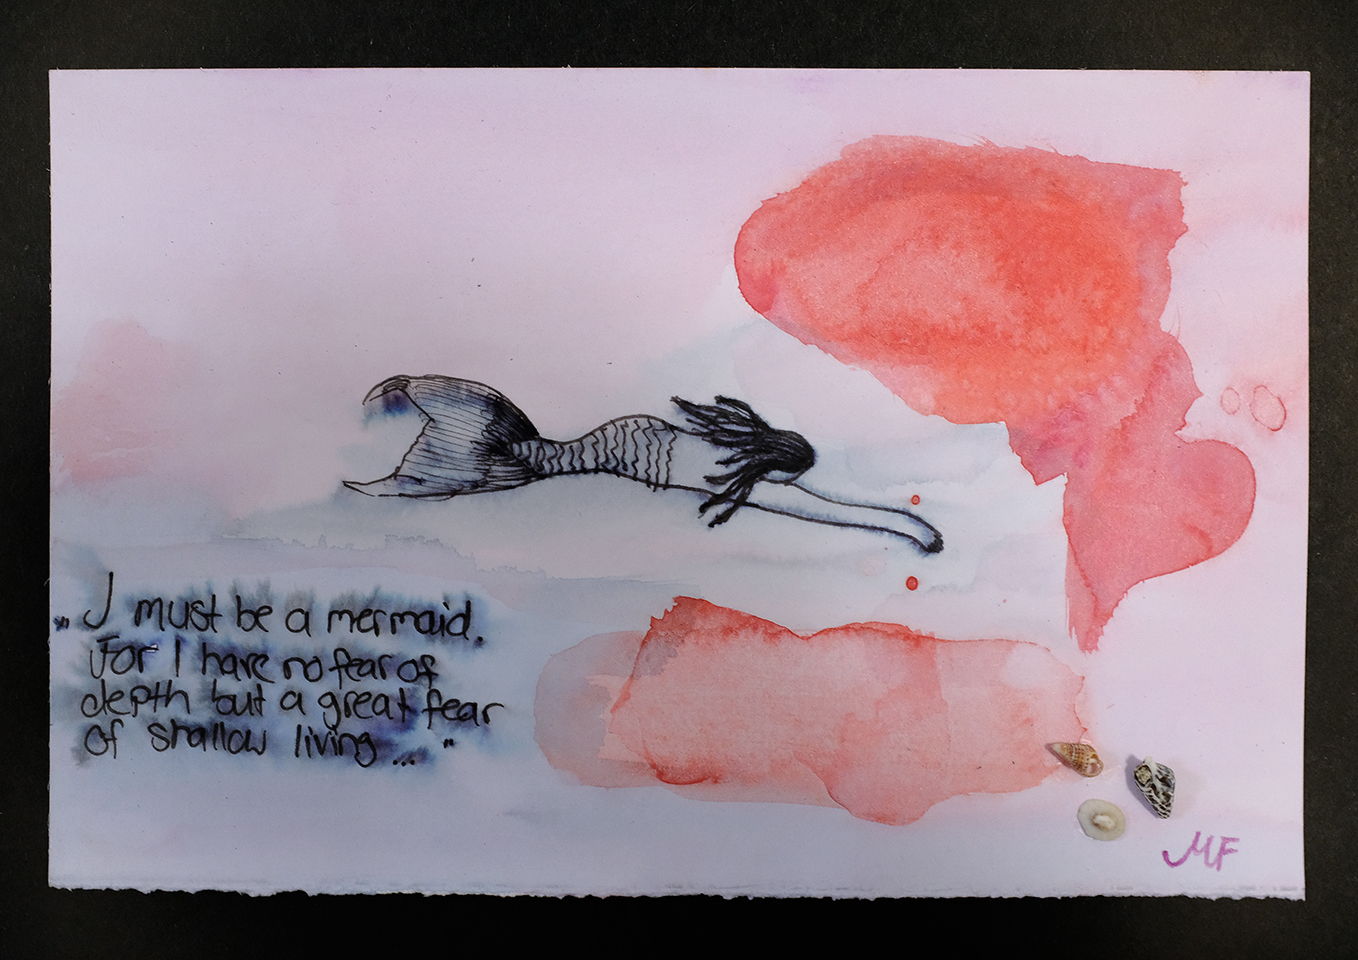 „ I must be a mermaid.
For I have no fear of
depth but a great fear
of shallow living ... "
MF